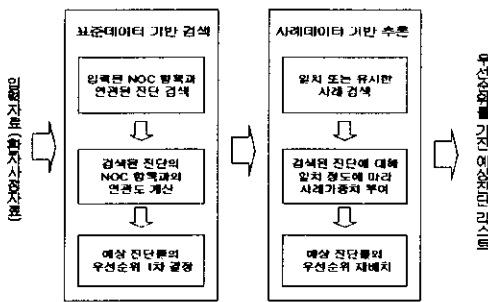 입력자료(환자사정자료)
표준데이터 기반 검색
입력된 NOC 항목과
연관된 진단 검색
검색된 진단의
NOC 항목과의
연관도 계산
예상 진단들의
우선순위 1차 결정
사례데이터 기반 추론
일치 또는 유사한
사례 검색
검색된 진단에 대해
일치 정도에 따라
사례가중치 부여
예상 진단들의
우선순위 재배치
우선순위를 가진 예상진단 리스트